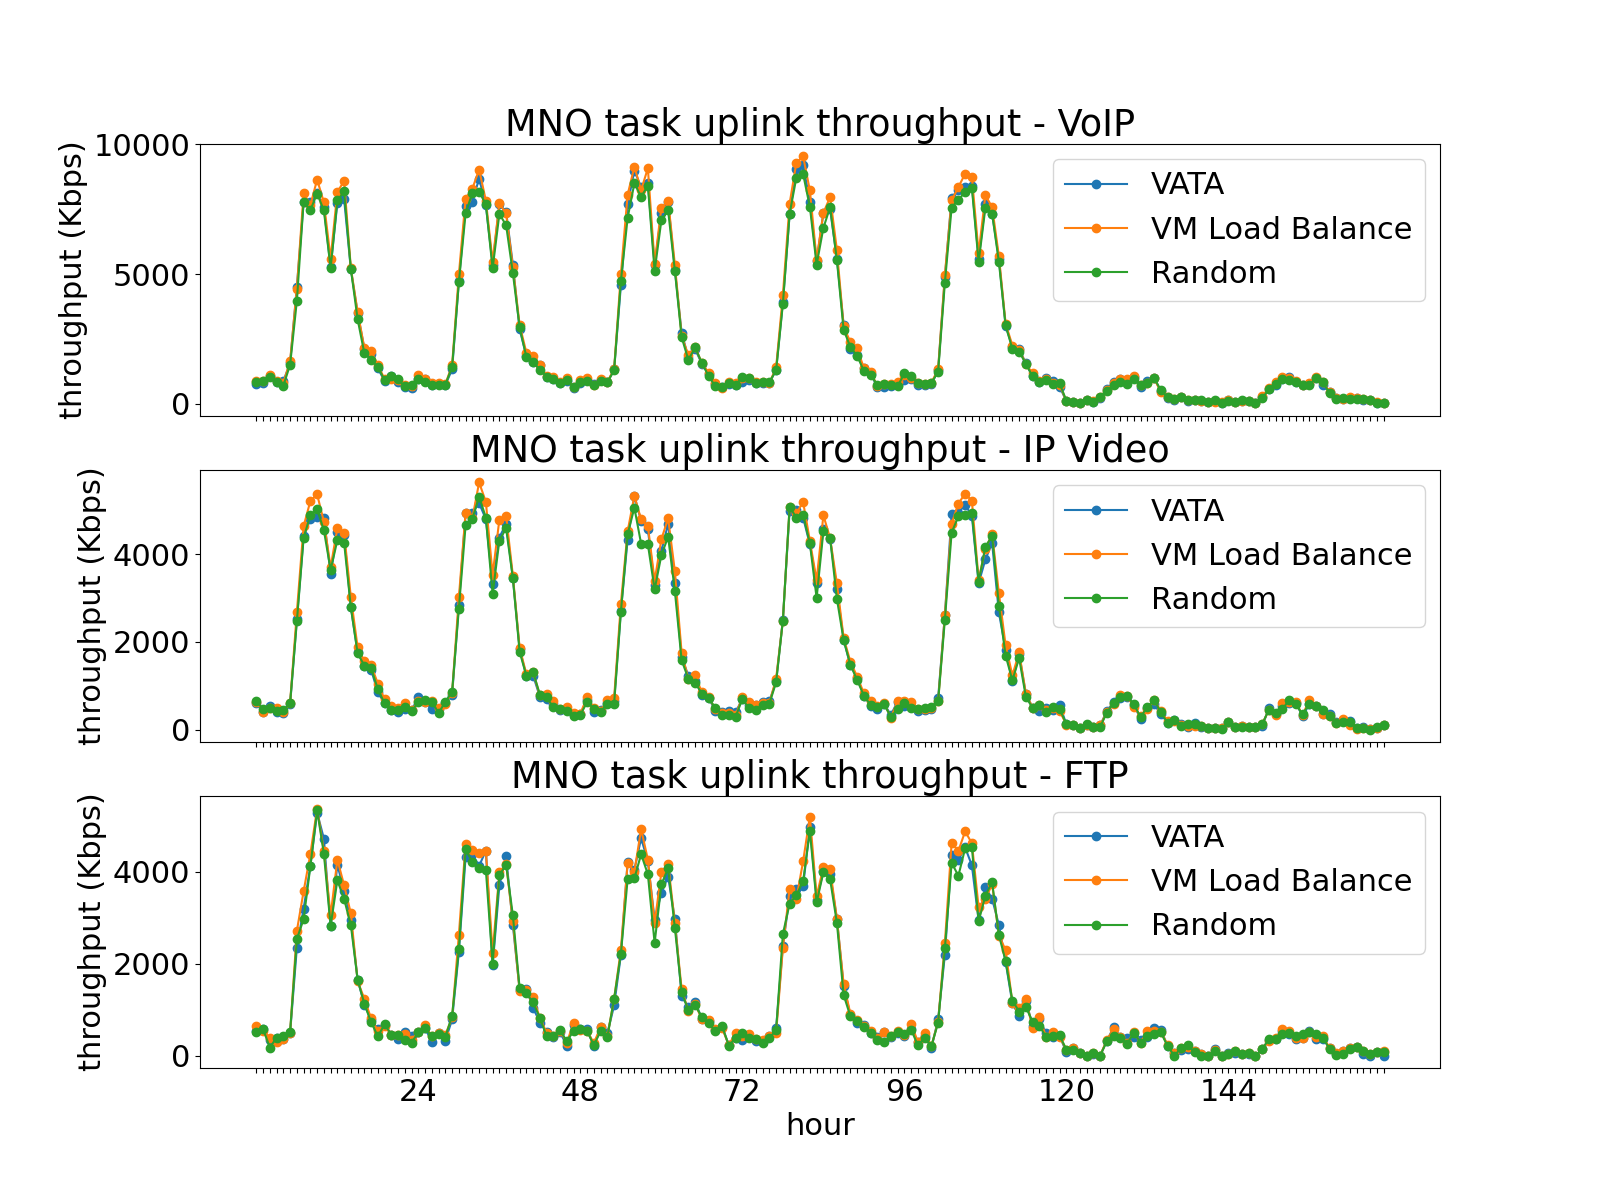 MNO task uplink throughput - VoIP
throughput (Kbps)
10000
5000
0
VATA
VM Load Balance
Random
MNO task uplink throughput - IP Video
throughput (Kbps)
4000
2000
0
VATA
VM Load Balance
Random
MNO task uplink throughput - FTP
throughput (Kbps)
4000
2000
0
VATA
VM Load Balance
Random
24 48 72 96 120 144
hour